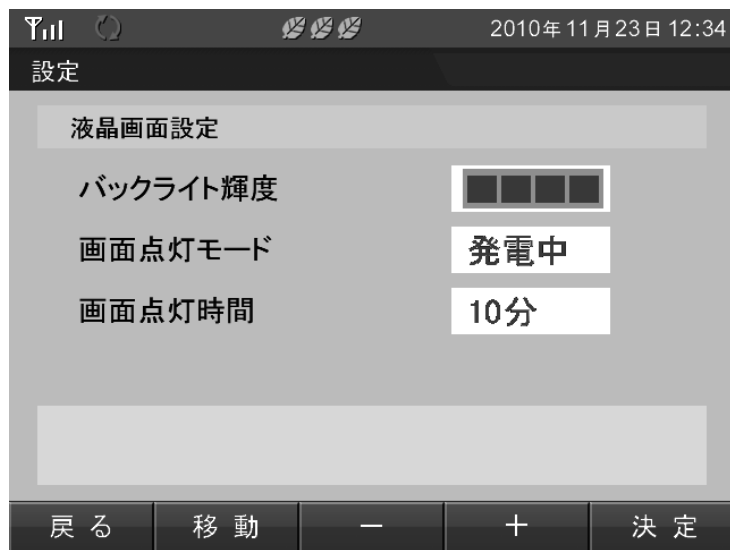 2010年11月23日 12:34
設定
液晶画面設定
バックライト輝度
画面点灯モード 発電中
画面点灯時間 10分
戻る 移動 － ＋ 決定